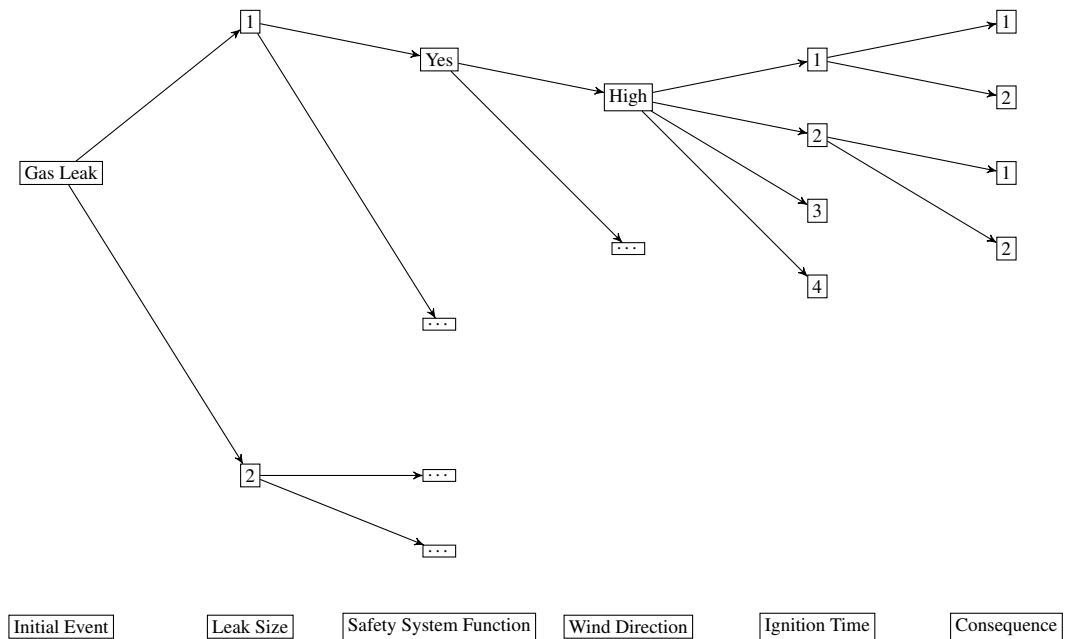 1
1
Yes
1
High
2
2
Gas Leak
1
3
···
2
4
···
2
···
···
Initial Event
Leak Size
Safety System Function
Wind Direction
Ignition Time
Consequence